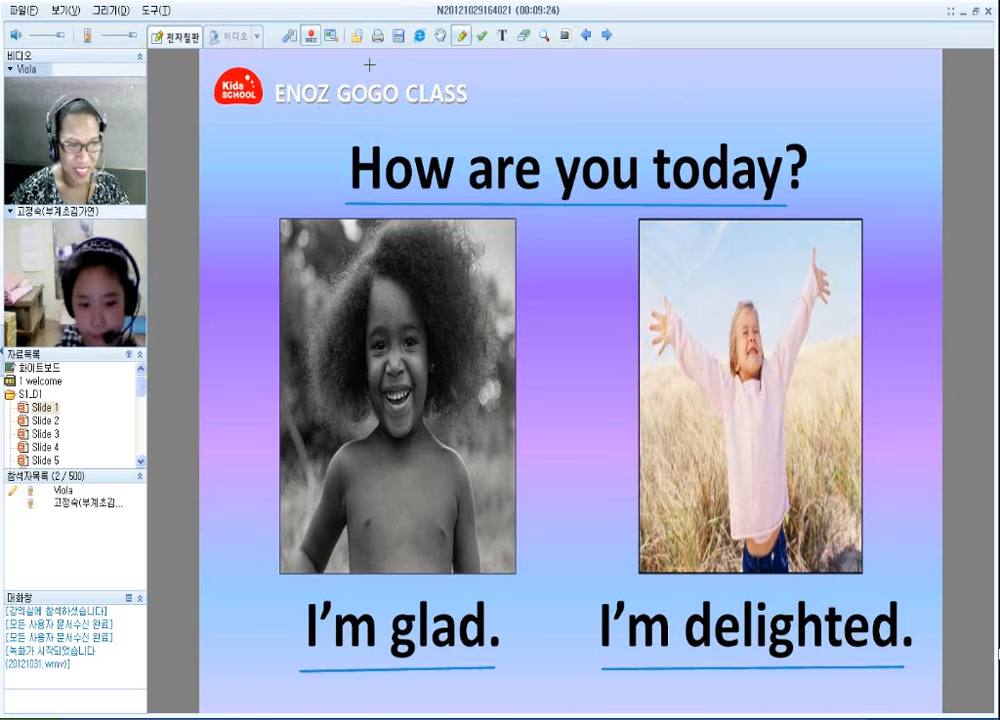 파일(F) 보기(V) 그리기(D) 도구(T)
N20121029164021 (00:09:24)
전자칠판 비디오
비디오
Viola
고정숙(부계초김가연)
자료목록
화이트보드
1 welcome
S1_D1
Slide 1
Slide 2
Slide 3
Slide 4
Slide 5
참석자목록 (2 / 500)
Viola
고정숙(부계초김...
대화창
[강의실에 참석하셨습니다]
[모든 사용자 문서수신 완료]
[모든 사용자 문서수신 완료]
[녹화가 시작되었습니다
(20121031.wmv)]
Kids
SCHOOL
ENOZ GOGO CLASS
How are you today?
I'm glad.
I'm delighted.